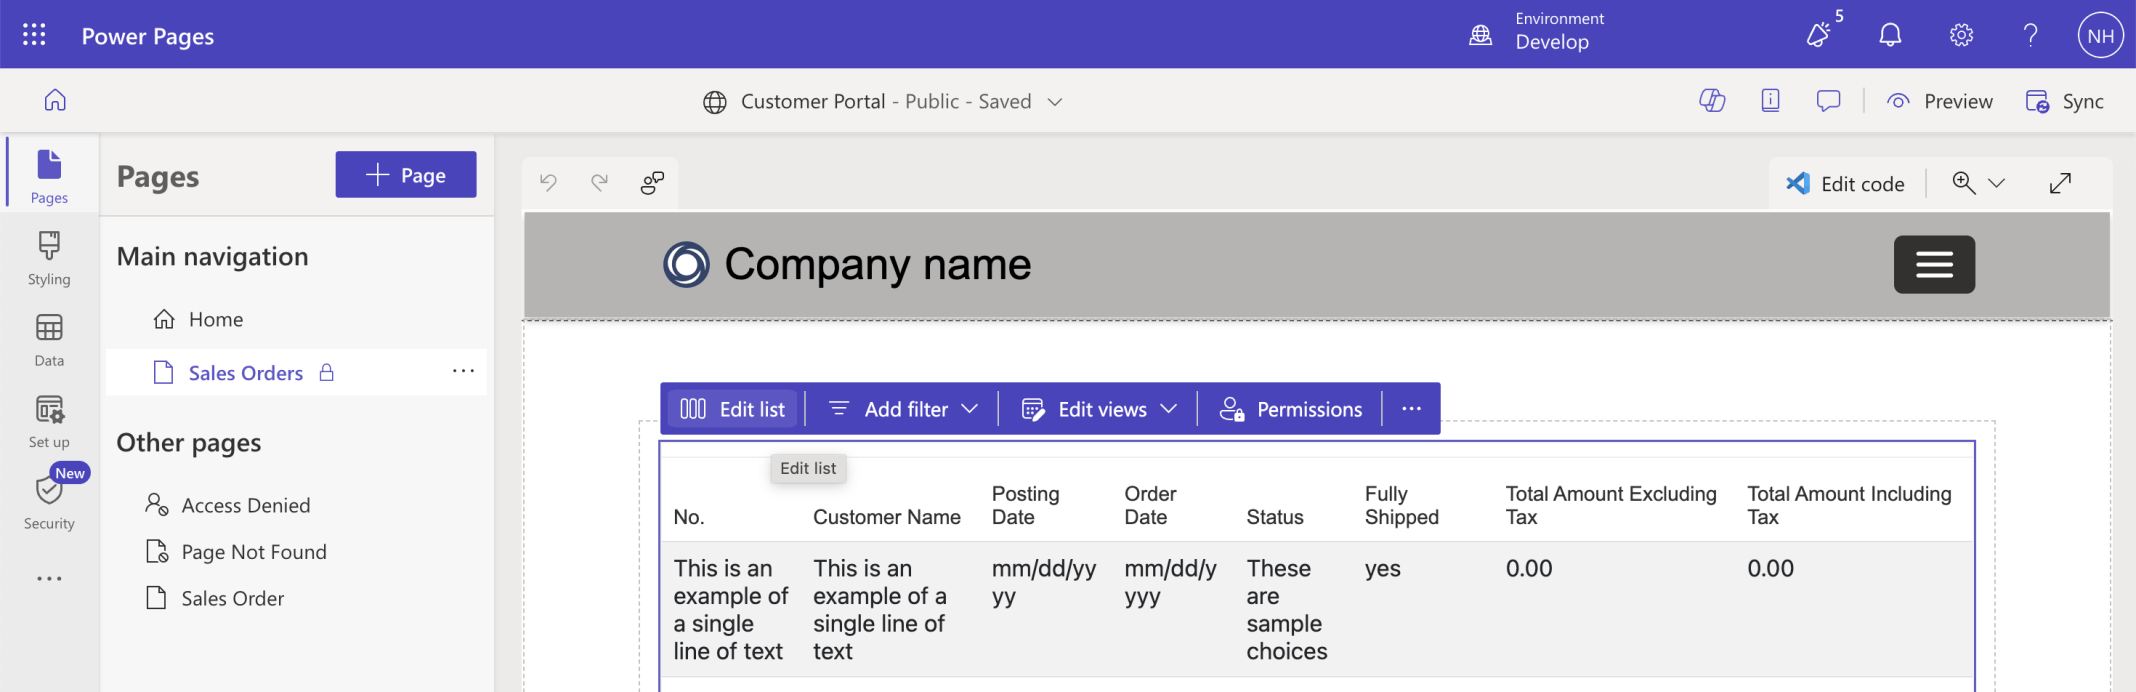 Power Pages
Environment
Develop
5
NH
Customer Portal - Public - Saved
Preview
Sync
Pages
Styling
Data
Set up
New
Security
Pages
Page
Main navigation
Home
Sales Orders
Other pages
Access Denied
Page Not Found
Sales Order
Edit code
Company name
Edit list
Add filter
Edit views
Permissions
Edit list
No.
Customer Name
Posting
Date
Order
Date
Status
Fully
Shipped
Total Amount Excluding
Tax
Total Amount Including
Tax
This is an
example of
a single
line of text
This is an
example of a
single line of
text
mm/dd/yy
yy
mm/dd/y
yyy
These
are
sample
choices
yes
0.00
0.00